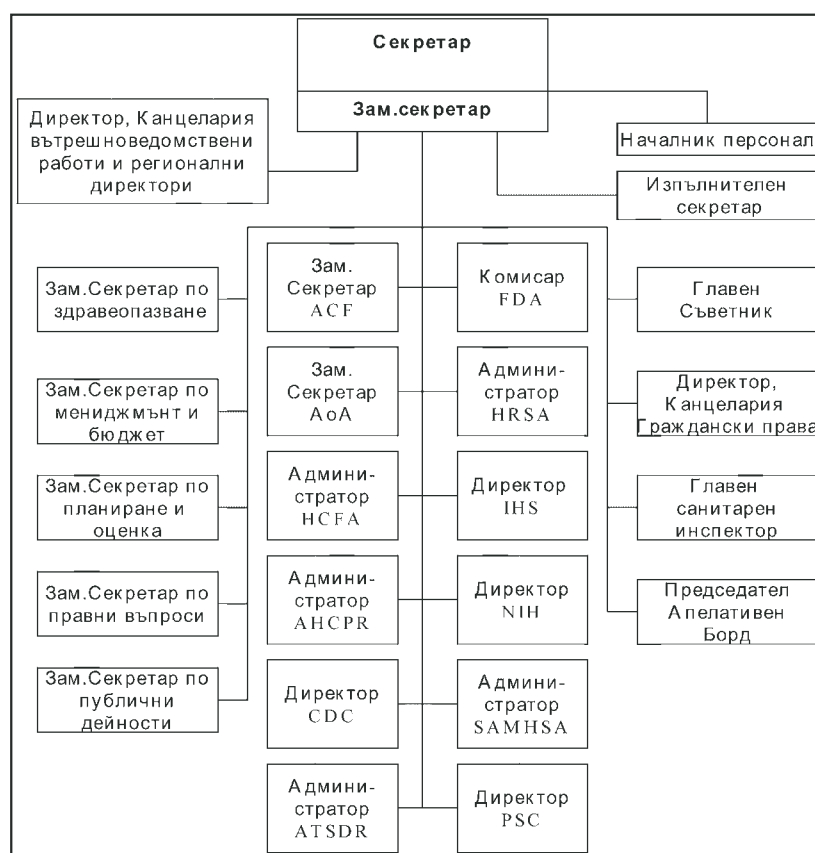 Секретар
Зам.секретар
Директор, Канцелария
вътрешноведомствени
работи и регионални
директори
Началник персонал
Изпълнителен
секретар
Зам.Секретар по
здравеопазване
Зам.
Секретар
ACF
Комисар
FDA
Главен
Съветник
Зам.Секретар по
мениджмънт и
бюджет
Зам.
Секретар
AoA
Админи-
стратор
HRSA
Директор,
Канцелария
Граждански права
Зам.Секретар по
планиране и
оценка
Админи-
стратор
HCFA
Директор
IHS
Главен
санитарен
инспектор
Зам.Секретар по
правни въпроси
Админи-
стратор
AHCPR
Директор
NIH
Председател
Апелативен
Борд
Зам.Секретар по
публични
дейности
Директор
CDC
Админи-
стратор
SAMHSA
Админи-
стратор
ATSDR
Директор
PSC